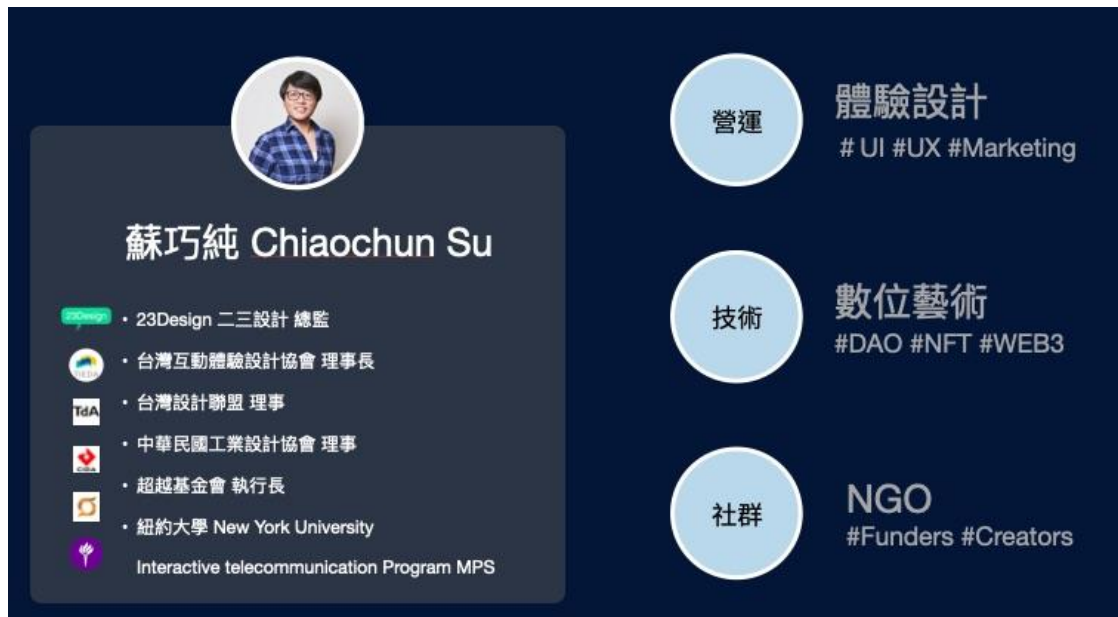 蘇巧純 Chiaochun Su
23Design
• 23Design 二三設計 總監
• 台灣互動體驗設計協會 理事長
TdA
• 台灣設計聯盟 理事
• 中華民國工業設計協會 理事
• 超越基金會 執行長
• 紐約大學 New York University
Interactive telecommunication Program MPS
營運
體驗設計
# UI #UX #Marketing
技術
數位藝術
#DAO #NFT #WEB3
社群
NGO
#Funders #Creators